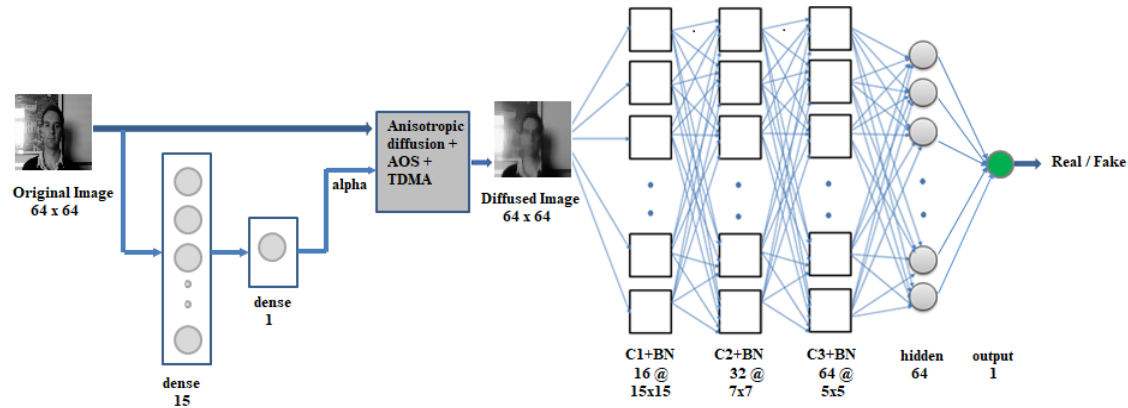 Original Image
64 x 64
dense
15
dense
1
alpha
Anisotropic
diffusion +
AOS +
TDMA
Diffused Image
64 x 64
C1+BN
16 @
15x15
C2+BN
32 @
7x7
C3+BN
64 @
5x5
hidden
64
output
1
Real / Fake